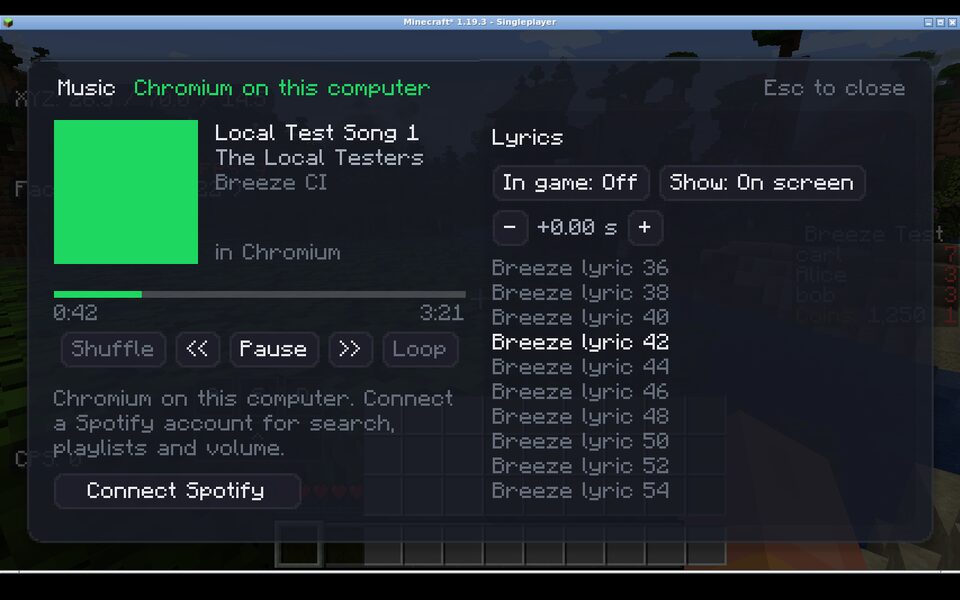 Minecraft* 1.19.3 - Singleplayer
Music Chromium on this computer
Esc to close
Local Test Song 1
The Local Testers
Breeze CI
in Chromium
0:42 3:21
Shuffle << Pause >> Loop
Chromium on this computer. Connect
a Spotify account for search,
playlists and volume.
Connect Spotify
Lyrics
In game: Off Show: On screen
- +0.00 s +
Breeze lyric 36
Breeze lyric 38
Breeze lyric 40
Breeze lyric 42
Breeze lyric 44
Breeze lyric 46
Breeze lyric 48
Breeze lyric 50
Breeze lyric 52
Breeze lyric 54
Breeze Test
carl 7
Alice 3
bob 3
Coins 1,250 1